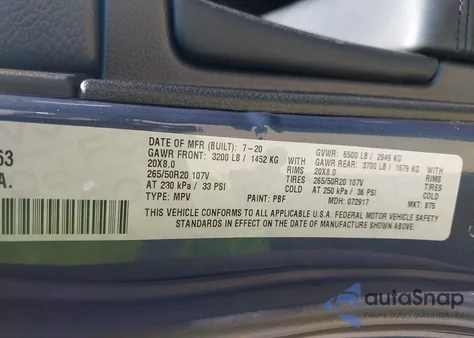 53
A.
DATE OF MFR (BUILT): 7-20 GVWR: 6500 LB / 2949 KG
GAWR FRONT: 3200 LB / 1452 KG WITH GAWR REAR: 3700 LB / 1679 KG WITH
20X8.0 RIMS 20X8.0 RIMS
265/50R20 107V TIRES 265/50R20 107V TIRES
AT 230 kPa / 33 PSI AT 250 kPa / 36 PSI
TYPE: MPV PAINT: PBF MDH: 072917 MKT: 875
THIS VEHICLE CONFORMS TO ALL APPLICABLE U.S.A. FEDERAL MOTOR VEHICLE SAFETY
STANDARDS IN EFFECT ON THE DATE OF MANUFACTURE SHOWN ABOVE.
autoSnap